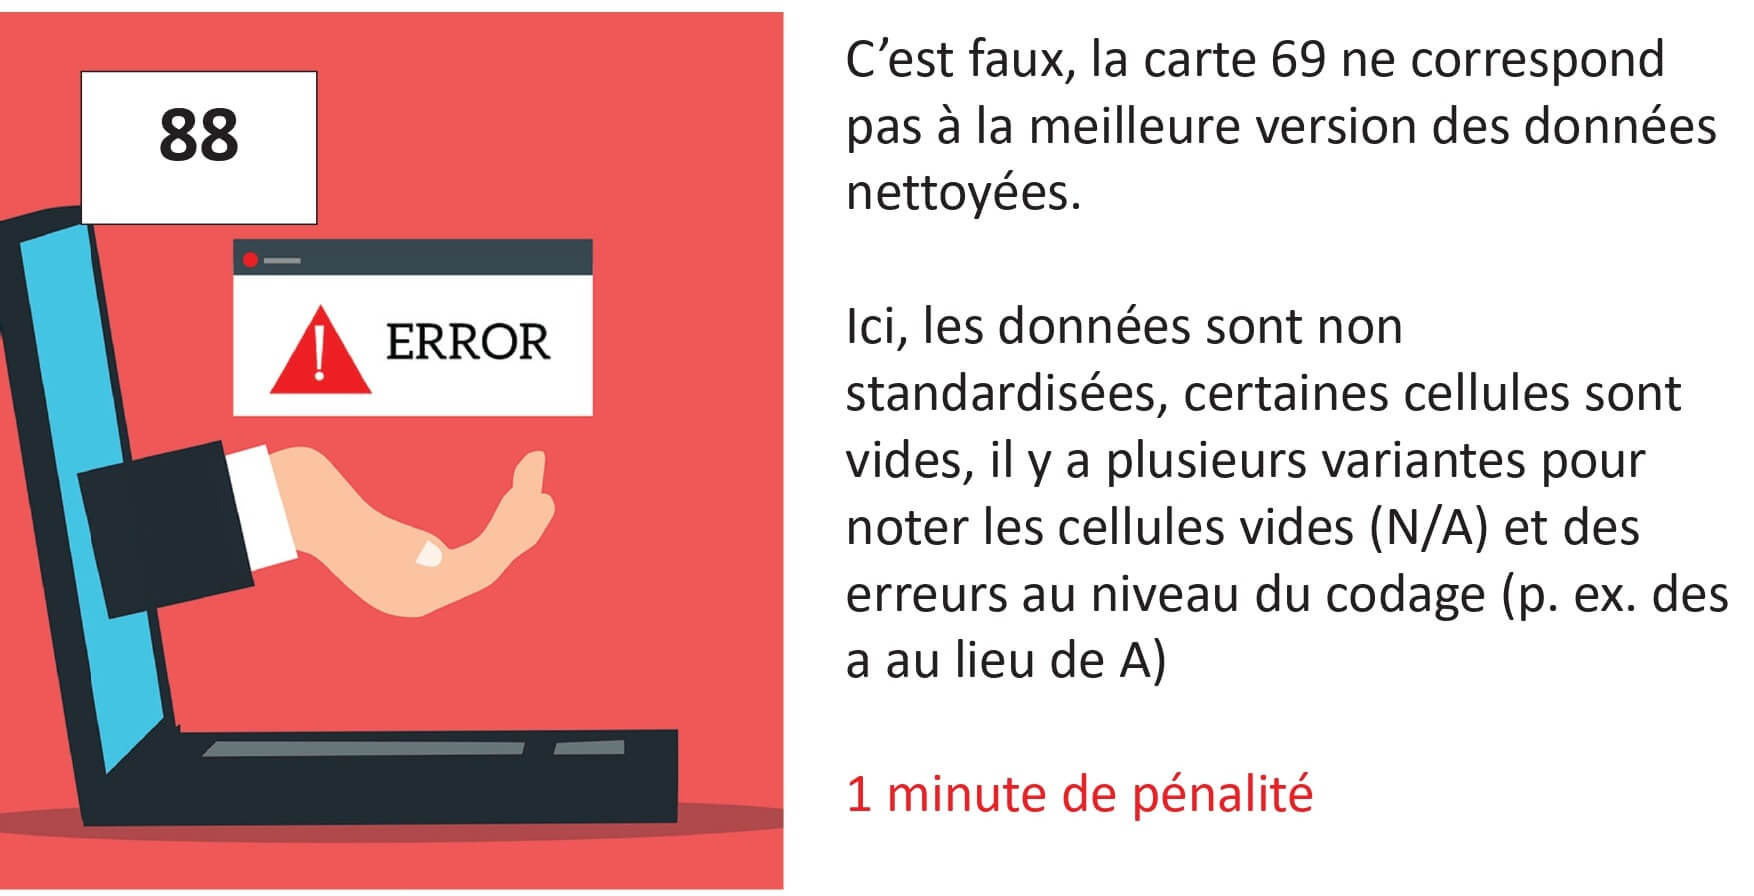 88
ERROR
C’est faux, la carte 69 ne correspond
pas à la meilleure version des données
nettoyées.
Ici, les données sont non
standardisées, certaines cellules sont
vides, il y a plusieurs variantes pour
noter les cellules vides (N/A) et des
erreurs au niveau du codage (p. ex. des
a au lieu de A)
1 minute de pénalité